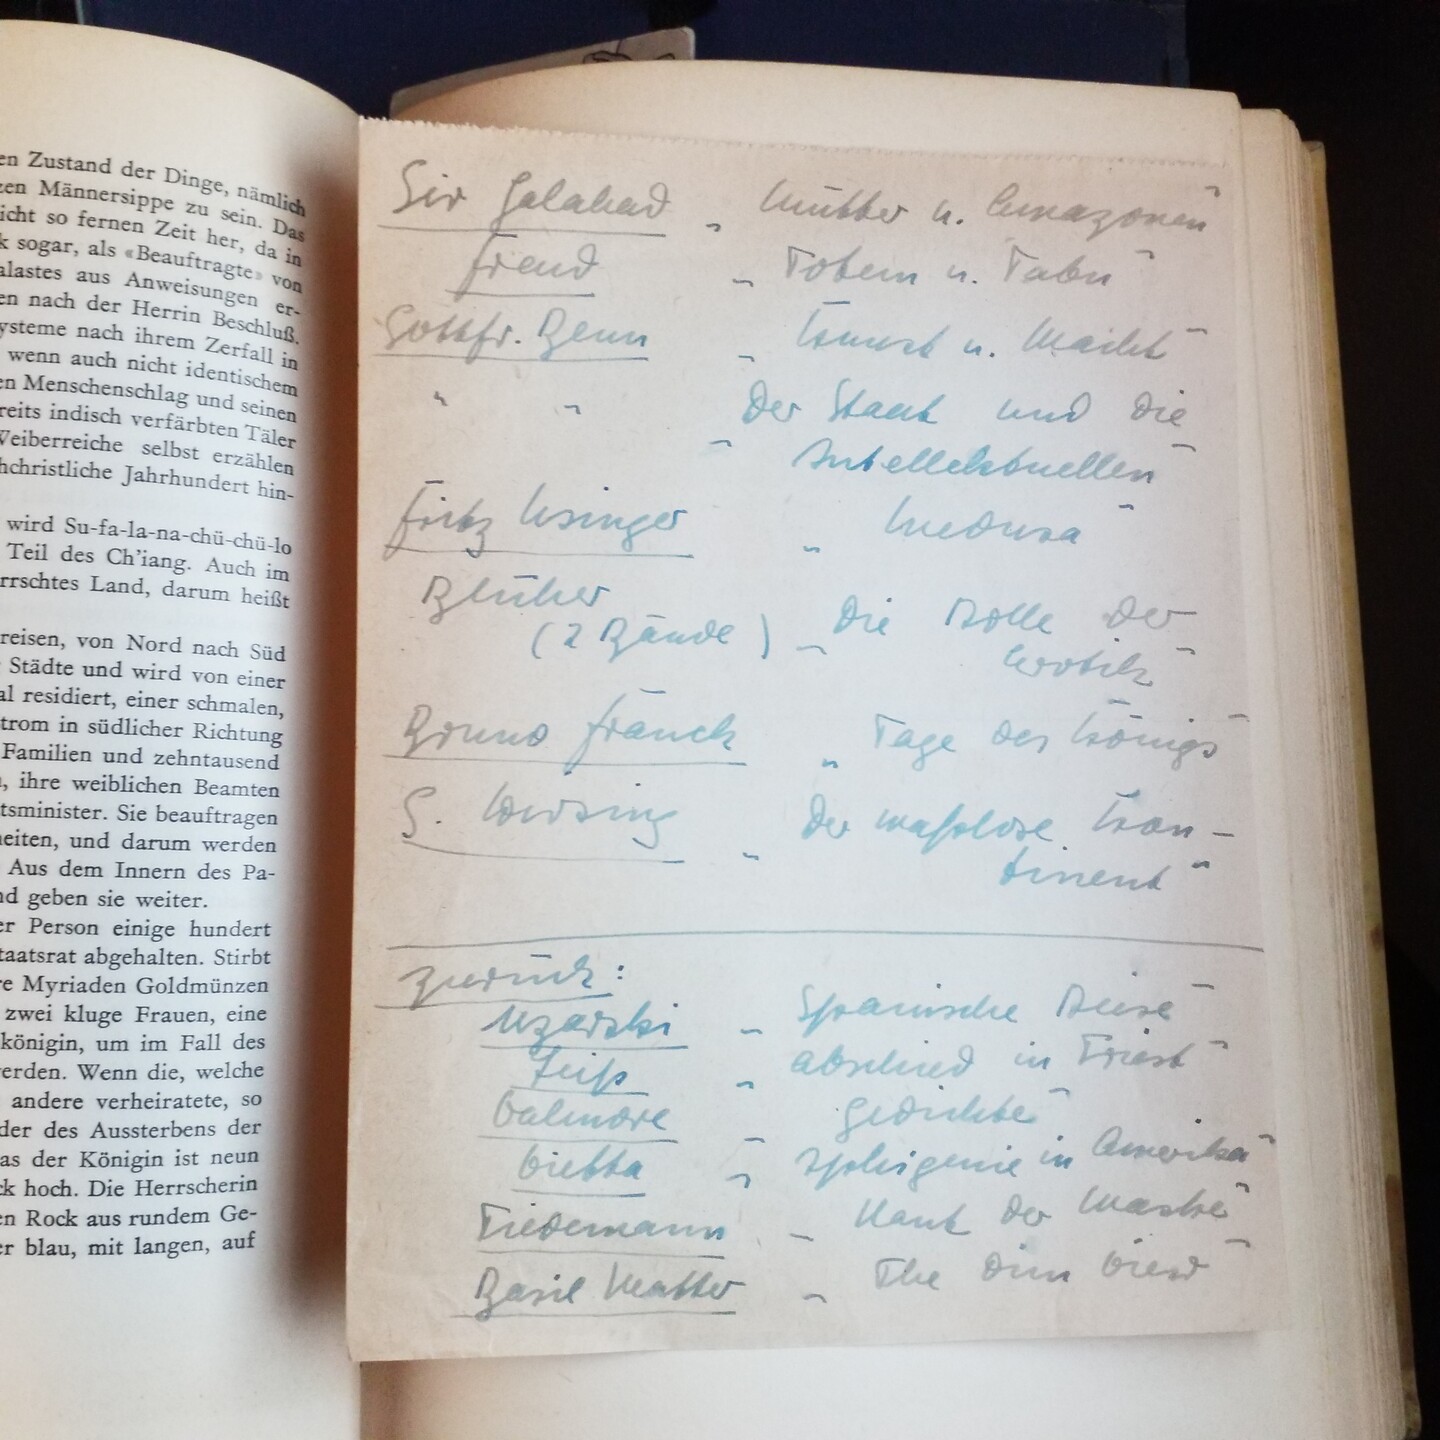 en Zustand der Dinge, nämlich
zen Männersippe zu sein. Das
icht so fernen Zeit her, da in
k sogar, als «Beauftragte» von
alastes aus Anweisungen er-
en nach der Herrin Beschluß.
ysteme nach ihrem Zerfall in
wenn auch nicht identischem
en Menschenschlag und seinen
reits indisch verfärbten Täler
Weiberreiche selbst erzählen
hchristliche Jahrhundert hin-
wird Su-fa-la-na-chü-chü-lo
Teil des Ch'iang. Auch im
rrschtes Land, darum heißt
reisen, von Nord nach Süd
Städte und wird von einer
al residiert, einer schmalen,
strom in südlicher Richtung
Familien und zehntausend
, ihre weiblichen Beamten
tsminister. Sie beauftragen
heiten, und darum werden
Aus dem Innern des Pa-
nd geben sie weiter.
er Person einige hundert
taatsrat abgehalten. Stirbt
re Myriaden Goldmünzen
zwei kluge Frauen, eine
königin, um im Fall des
verden. Wenn die, welche
andere verheiratete, so
der des Aussterbens der
as der Königin ist neun
ck hoch. Die Herrscherin
en Rock aus rundem Ge-
er blau, mit langen, auf
Sir Galahad „Mütter u. Amazonen“
Freud „Totem u. Tabu“
Gottfr. Benn „Kunst u. Macht“
" " „Der Staat und die
Intellektuellen“
Fritz Usinger „Medusa“
Blüher
(2 Bände) „Die Rolle der
Erotik“
Bruno Franck „Tage des Königs“
G. Wirsing „Der maßlose Kon-
tinent“
Zurück:
Uzarski „Spanische Reise“
Zeiß „Abschied in Triest“
Gedichte“
„Iphigenie in Amerika“
Tiedemann „Haut der Maske“
Basil „The